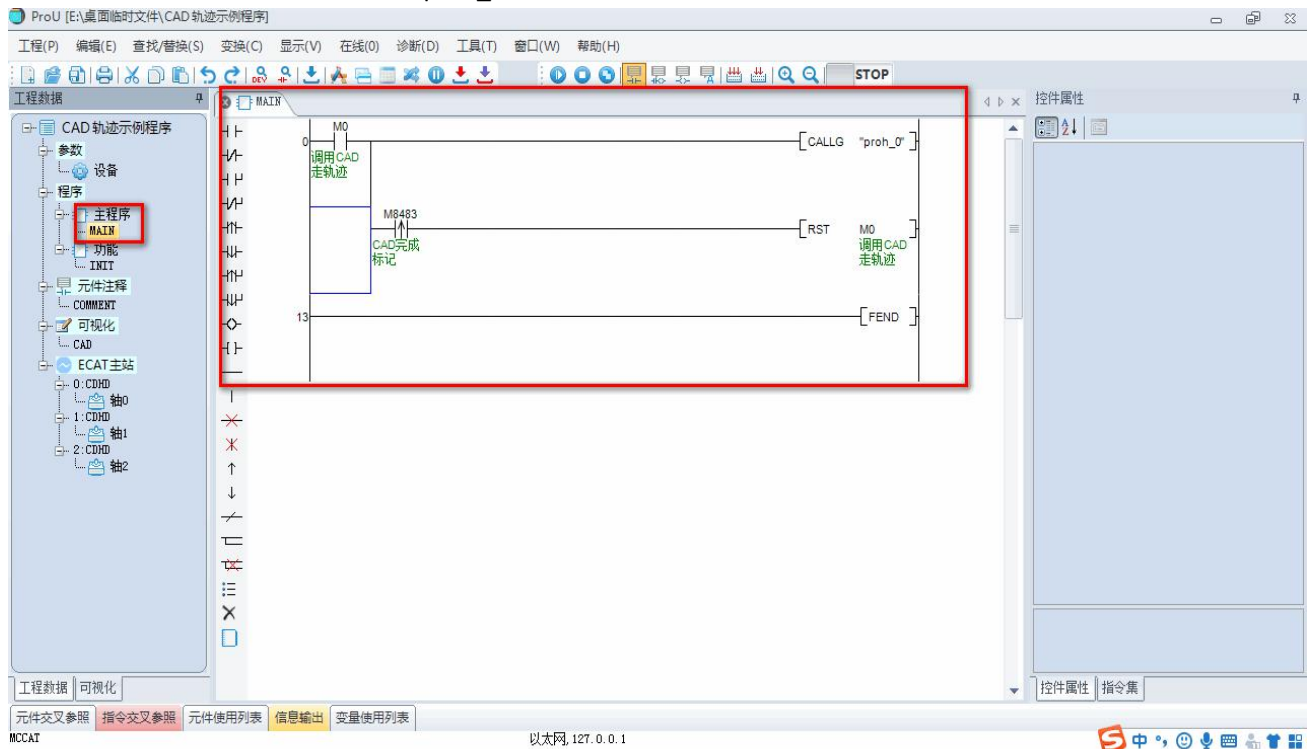 ProU [E:\桌面临时文件\CAD轨迹示例程序]
工程(P) 编辑(E) 查找/替换(S) 变换(C) 显示(V) 在线(O) 诊断(D) 工具(T) 窗口(W) 帮助(H)
STOP
工程数据
MAIN
控件属性
CAD轨迹示例程序
参数
设备
程序
主程序
MAIN
功能
INIT
元件注释
COMMENT
可视化
CAD
ECAT主站
0:CDHD
轴0
1:CDHD
轴1
2:CDHD
轴2
0
M0
调用CAD
走轨迹
CALLG "proh_0"
M8483
CAD完成
标记
RST M0
调用CAD
走轨迹
13
FEND
工程数据 可视化
控件属性 指令集
元件交叉参照 指令交叉参照 元件使用列表 信息输出 变量使用列表
MCCAT
以太网, 127.0.0.1
中